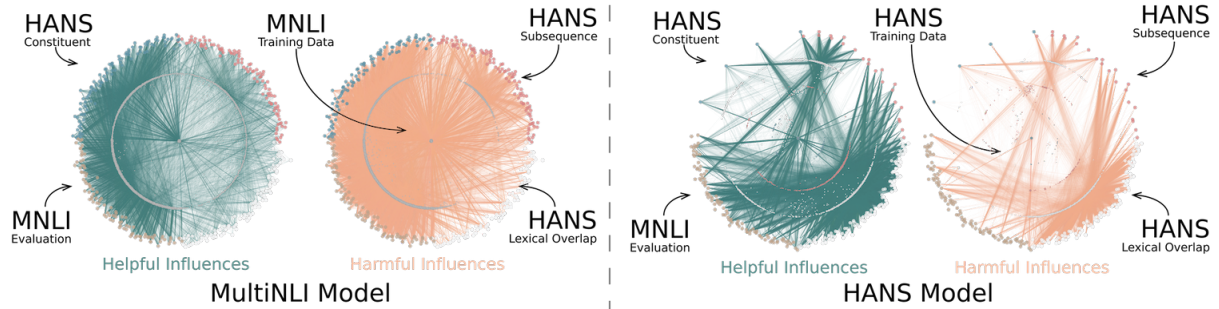 HANS
Constituent
MNLI
Training Data
HANS
Subsequence
MNLI
Evaluation
HANS
Lexical Overlap
Helpful Influences
Harmful Influences
MultiNLI Model
HANS
Constituent
HANS
Training Data
HANS
Subsequence
MNLI
Evaluation
HANS
Lexical Overlap
Helpful Influences
Harmful Influences
HANS Model